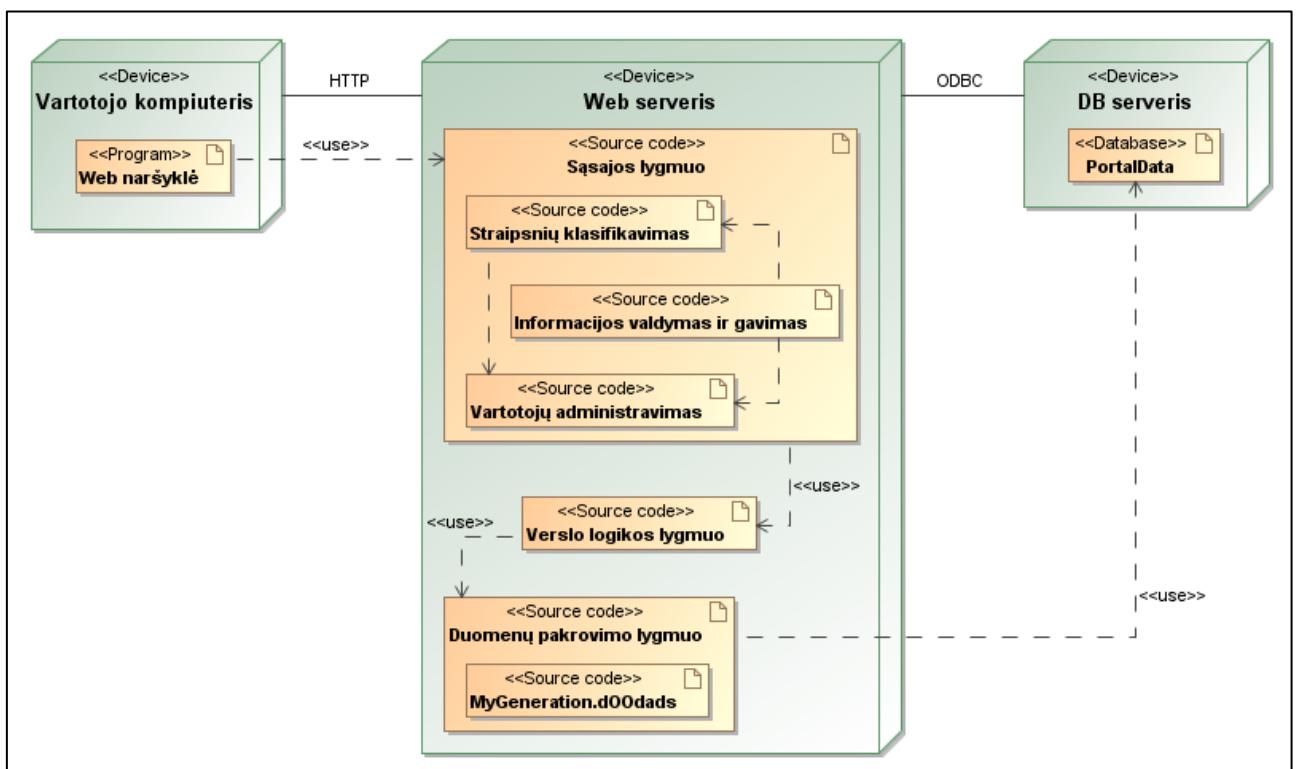 <<Device>>
Vartotojo kompiuteris
<<Program>>
Web naršyklė
HTTP
<<use>>
<<Device>>
Web serveris
<<Source code>>
Sąsajos lygmuo
<<Source code>>
Straipsnių klasifikavimas
<<Source code>>
Informacijos valdymas ir gavimas
<<Source code>>
Vartotojų administravimas
<<use>>
<<Source code>>
Verslo logikos lygmuo
<<use>>
<<Source code>>
Duomenų pakrovimo lygmuo
<<Source code>>
MyGeneration.dOOdads
ODBC
<<Device>>
DB serveris
<<Database>>
PortalData
<<use>>